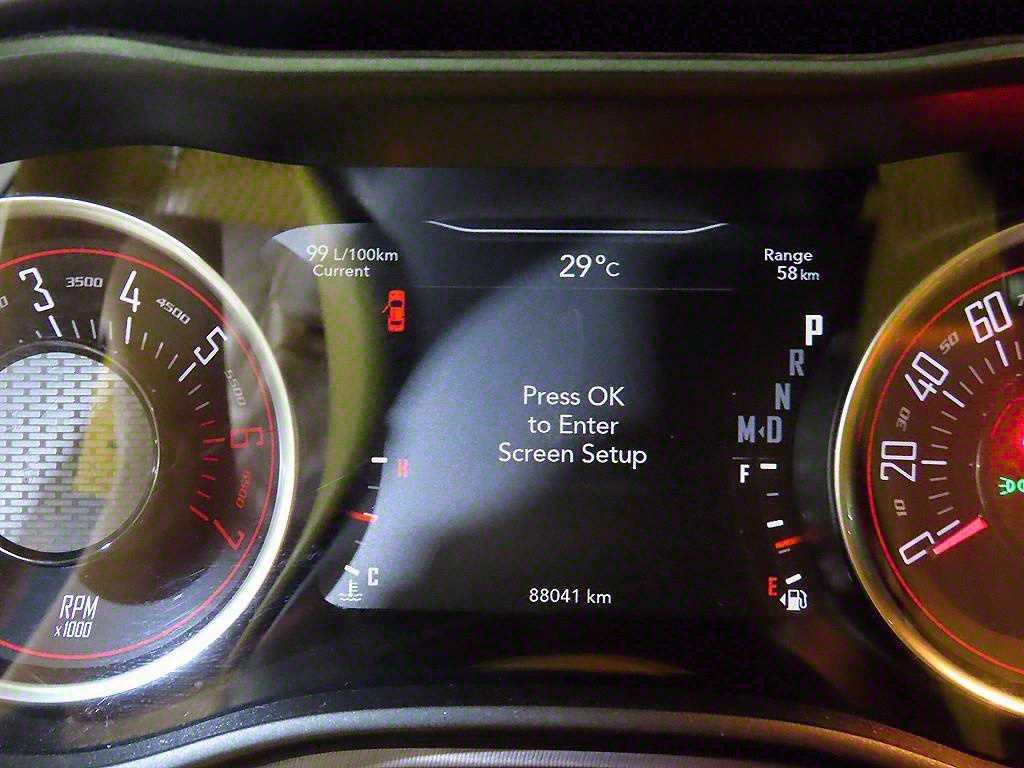 99 L/100km
Current
29°C
Range
58 km
P
R
N
M D
Press OK
to Enter
Screen Setup
F
E
H
C
88041 km
3
3500
4
4500
5
5500
6
6500
7
RPM
x1000
0
10
20
30
40
50
60